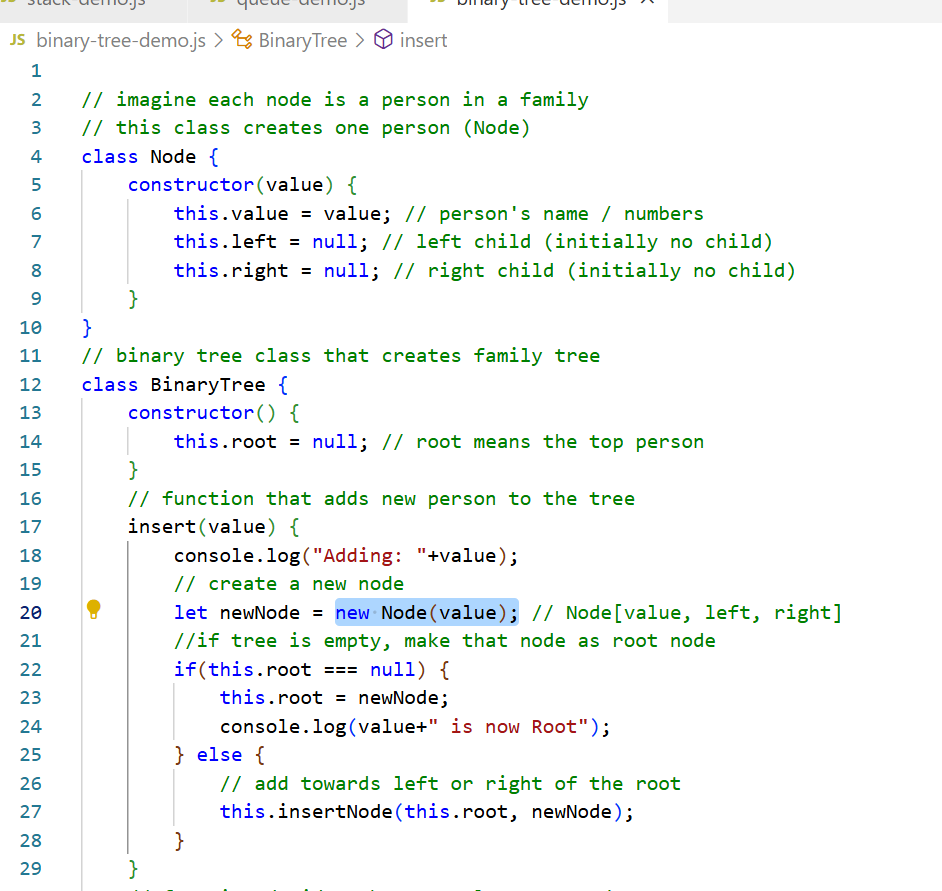 stack-demo.js queue-demo.js binary-tree-demo.js
JS binary-tree-demo.js > BinaryTree > insert
1
2 // imagine each node is a person in a family
3 // this class creates one person (Node)
4 class Node {
5 constructor(value) {
6 this.value = value; // person's name / numbers
7 this.left = null; // left child (initially no child)
8 this.right = null; // right child (initially no child)
9 }
10 }
11 // binary tree class that creates family tree
12 class BinaryTree {
13 constructor() {
14 this.root = null; // root means the top person
15 }
16 // function that adds new person to the tree
17 insert(value) {
18 console.log("Adding: "+value);
19 // create a new node
20 let newNode = new Node(value); // Node[value, left, right]
21 //if tree is empty, make that node as root node
22 if(this.root === null) {
23 this.root = newNode;
24 console.log(value+" is now Root");
25 } else {
26 // add towards left or right of the root
27 this.insertNode(this.root, newNode);
28 }
29 }